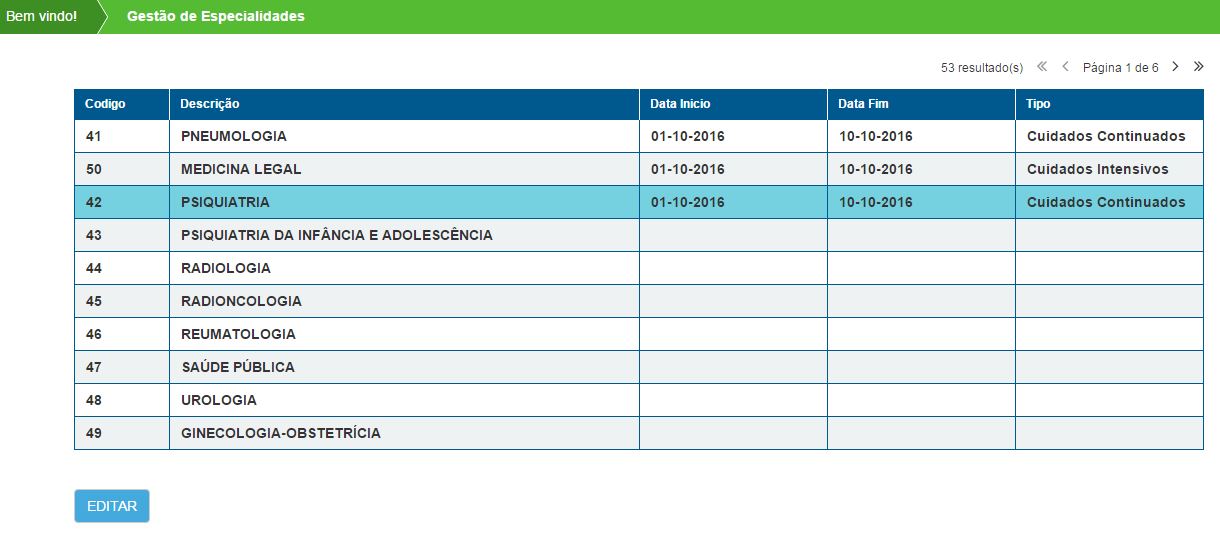 Bem vindo! Gestão de Especialidades
53 resultado(s) Página 1 de 6
Codigo Descrição Data Inicio Data Fim Tipo
41 PNEUMOLOGIA 01-10-2016 10-10-2016 Cuidados Continuados
50 MEDICINA LEGAL 01-10-2016 10-10-2016 Cuidados Intensivos
42 PSIQUIATRIA 01-10-2016 10-10-2016 Cuidados Continuados
43 PSIQUIATRIA DA INFÂNCIA E ADOLESCÊNCIA
44 RADIOLOGIA
45 RADIONCOLOGIA
46 REUMATOLOGIA
47 SAÚDE PÚBLICA
48 UROLOGIA
49 GINECOLOGIA-OBSTETRÍCIA
EDITAR